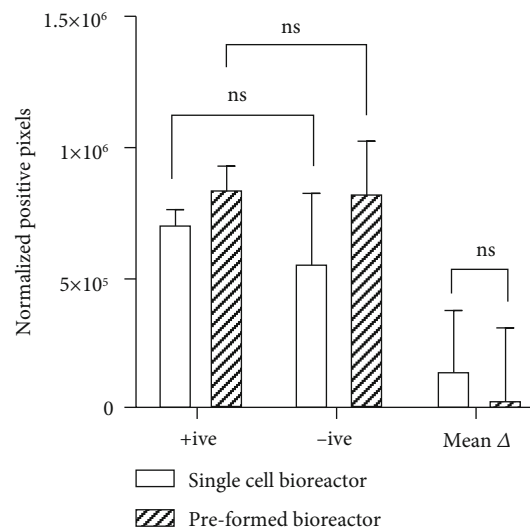 1.5×10⁶
ns
ns
1×10⁶
Normalized positive pixels
5×10⁵
ns
0
+ive
–ive
Mean Δ
Single cell bioreactor
Pre-formed bioreactor